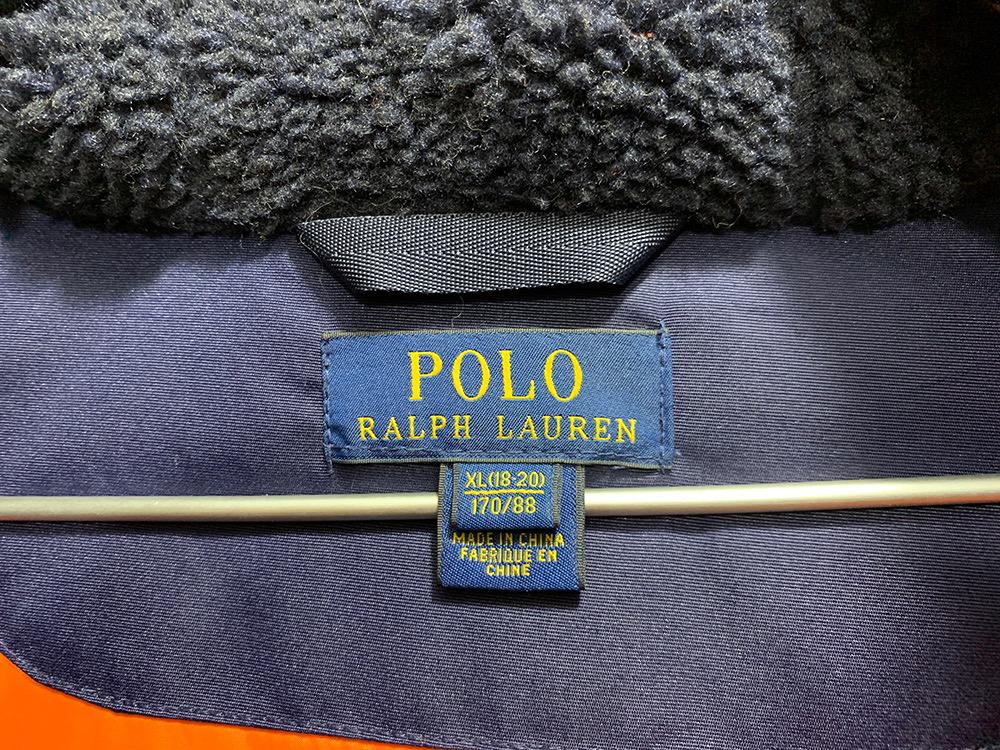 POLO
RALPH LAUREN
XL(18-20)
170/88
MADE IN CHINA
FABRIQUE EN
CHINE